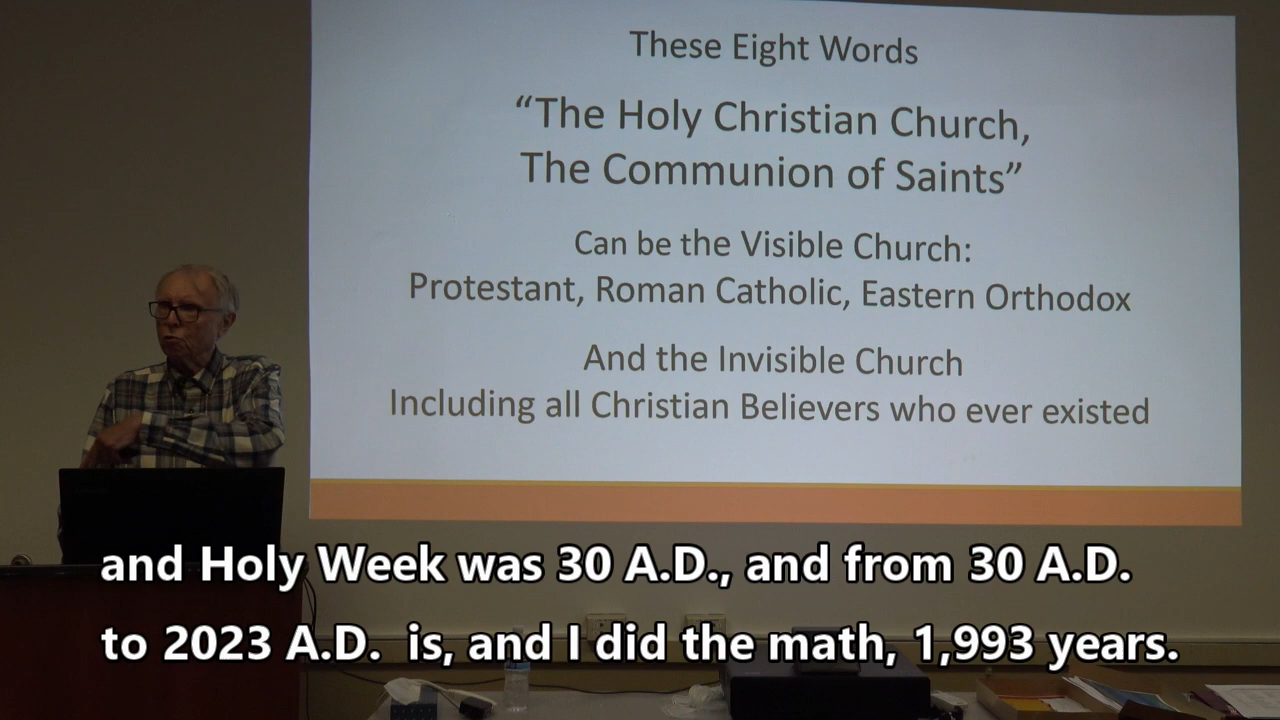 These Eight Words
“The Holy Christian Church,
The Communion of Saints”
Can be the Visible Church:
Protestant, Roman Catholic, Eastern Orthodox
And the Invisible Church
Including all Christian Believers who ever existed
and Holy Week was 30 A.D., and from 30 A.D.
to 2023 A.D.  is, and I did the math, 1,993 years.